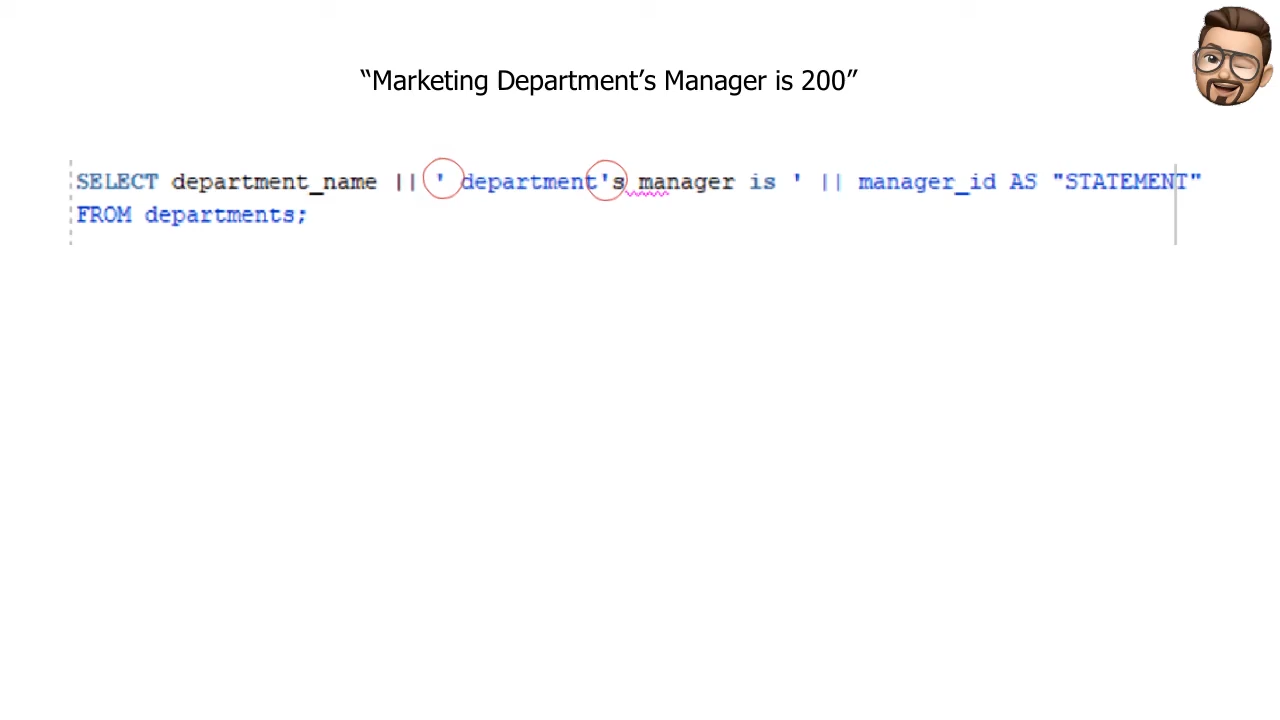 “Marketing Department’s Manager is 200”
SELECT department_name || ' department's manager is ' || manager_id AS "STATEMENT"
FROM departments;